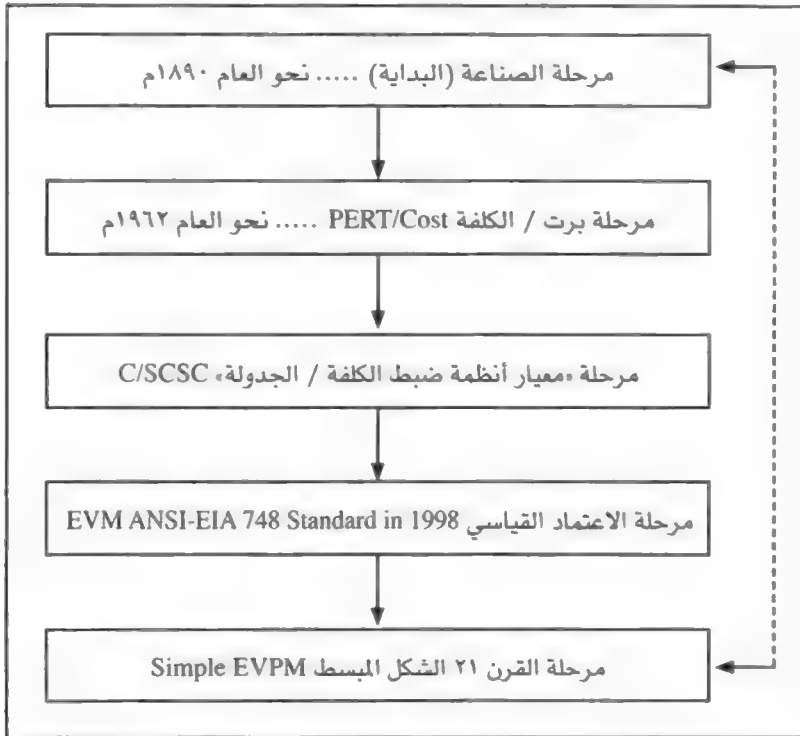 مرحلة الصناعة (البداية) ..... نحو العام ١٨٩٠م
مرحلة برت / الكلفة PERT/Cost ..... نحو العام ١٩٦٢م
مرحلة «معيار أنظمة ضبط الكلفة / الجدولة» C/SCSC
مرحلة الاعتماد القياسي EVM ANSI-EIA 748 Standard in 1998
مرحلة القرن ٢١ الشكل المبسط Simple EVPM